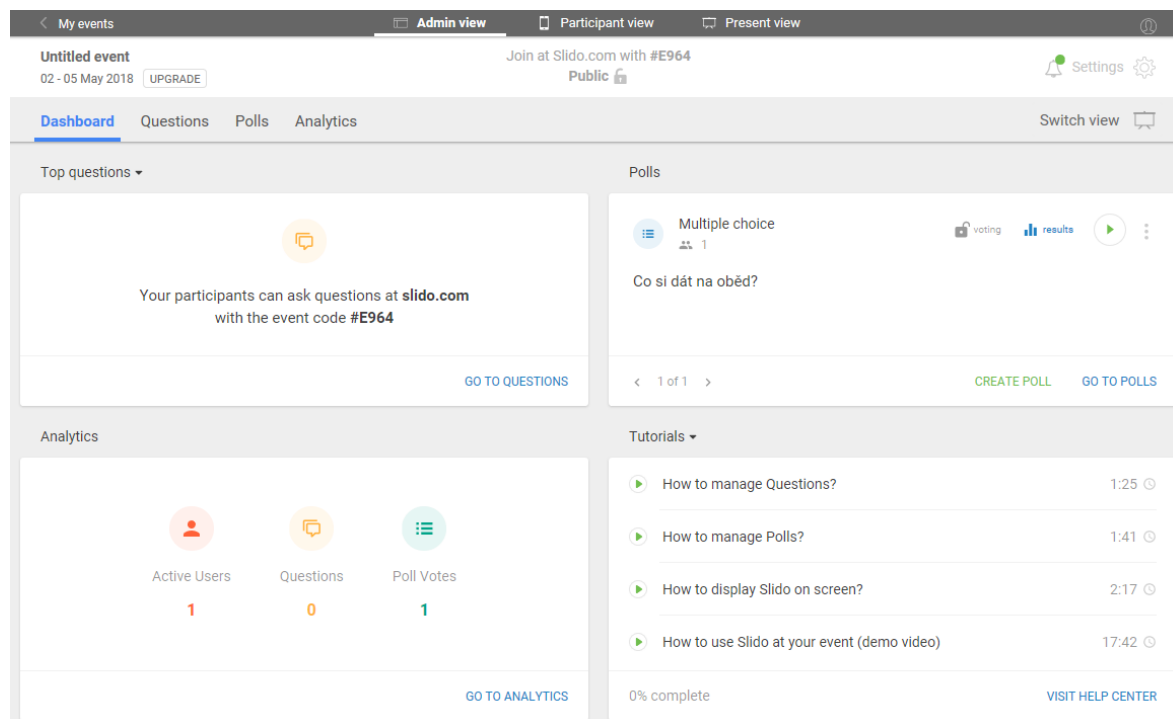 My events
Admin view
Participant view
Present view
Untitled event
02 - 05 May 2018 UPGRADE
Join at Slido.com with #E964
Public
Settings
Dashboard
Questions
Polls
Analytics
Switch view
Top questions
Your participants can ask questions at slido.com
with the event code #E964
GO TO QUESTIONS
Polls
Multiple choice
1
voting
results
Co si dát na oběd?
1 of 1
CREATE POLL
GO TO POLLS
Analytics
Active Users
1
Questions
0
Poll Votes
1
GO TO ANALYTICS
Tutorials
How to manage Questions? 1:25
How to manage Polls? 1:41
How to display Slido on screen? 2:17
How to use Slido at your event (demo video) 17:42
0% complete
VISIT HELP CENTER